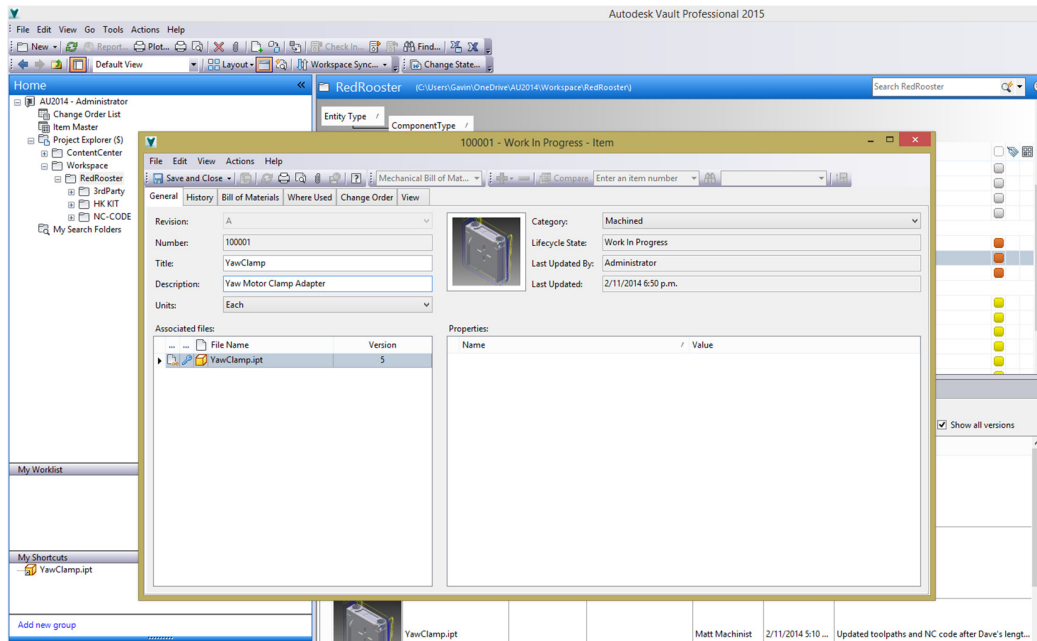 Autodesk Vault Professional 2015
File Edit View Go Tools Actions Help
New Report... Plot... Check In... Find...
Default View Layout Workspace Sync... Change State...
Home «
AU2014 - Administrator
Change Order List
Item Master
Project Explorer ($)
ContentCenter
Workspace
RedRooster
3rdParty
HK KIT
NC-CODE
My Search Folders
My Worklist
My Shortcuts
YawClamp.ipt
Add new group
RedRooster (C:\Users\Gavin\OneDrive\AU2014\Workspace\RedRooster\)
Search RedRooster
Entity Type /
ComponentType /
100001 - Work In Progress - Item
File Edit View Actions Help
Save and Close Mechanical Bill of Mat... Compare Enter an item number
General History Bill of Materials Where Used Change Order View
Revision: A
Number: 100001
Title: YawClamp
Description: Yaw Motor Clamp Adapter
Units: Each
Category: Machined
Lifecycle State: Work In Progress
Last Updated By: Administrator
Last Updated: 2/11/2014 6:50 p.m.
Associated files:
... ... File Name Version
YawClamp.ipt 5
Properties:
Name / Value
Show all versions
YawClamp.ipt Matt Machinist 2/11/2014 5:10 ... Updated toolpaths and NC code after Dave's lengt...